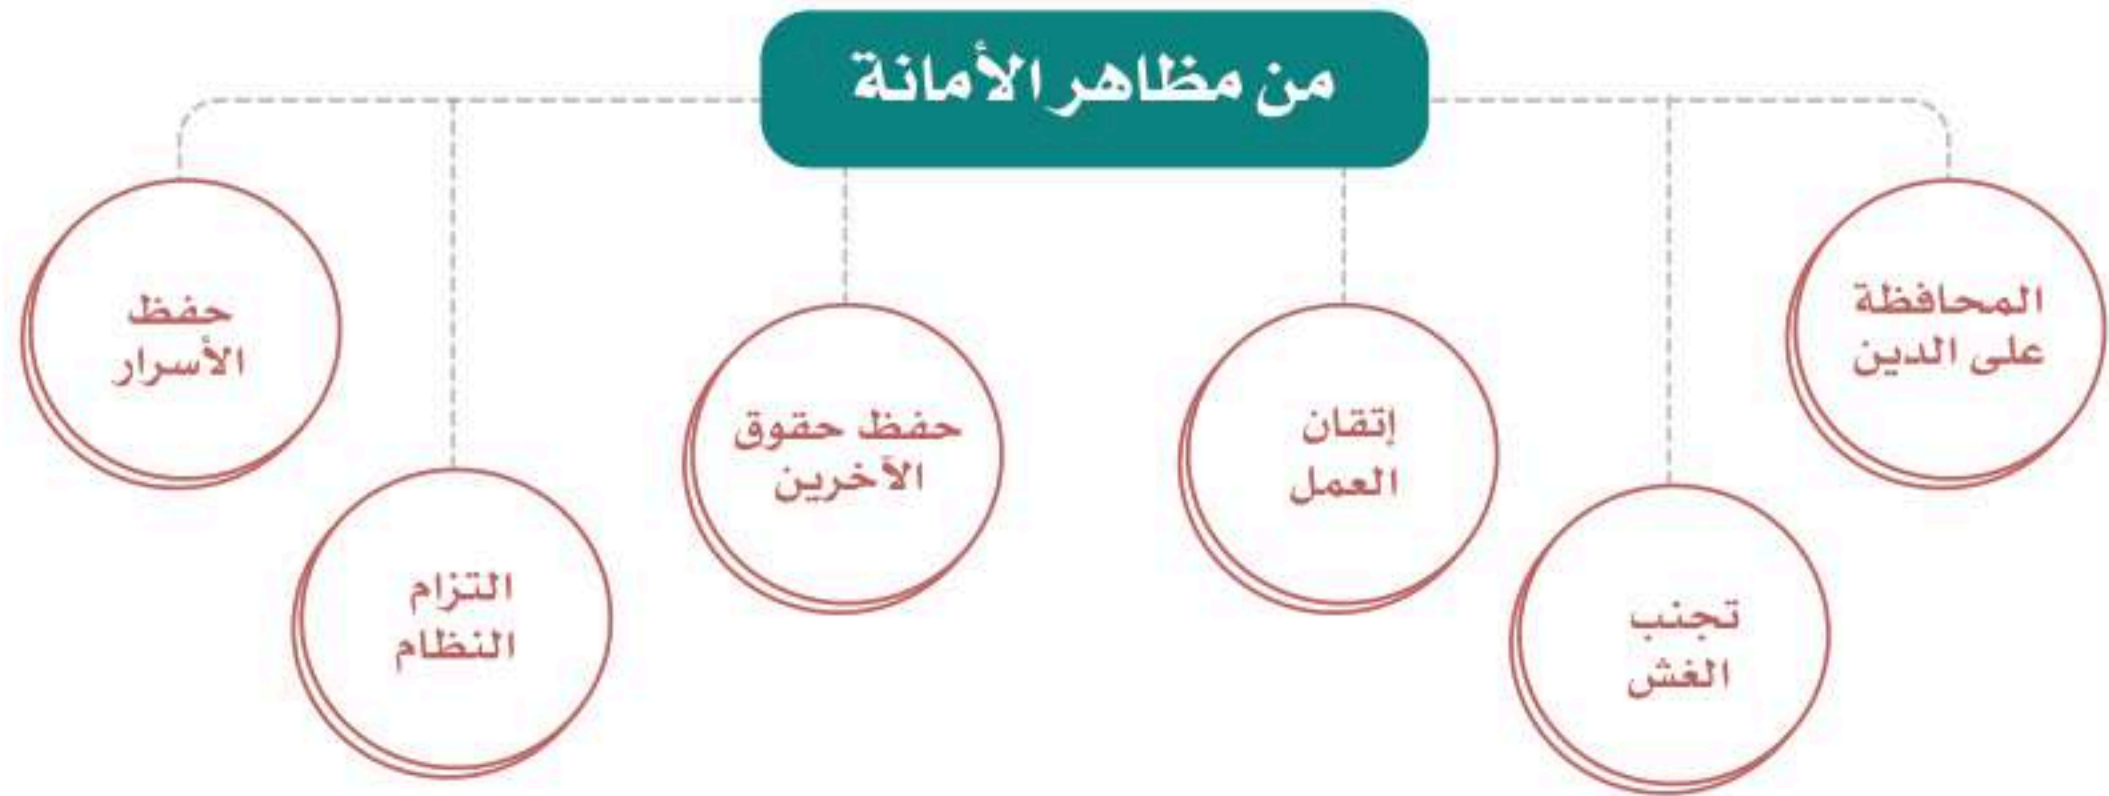 من مظاهر الأمانة
المحافظة
على الدين
تجنب
الغش
إتقان
العمل
حفظ حقوق
الآخرين
التزام
النظام
حفظ
الأسرار